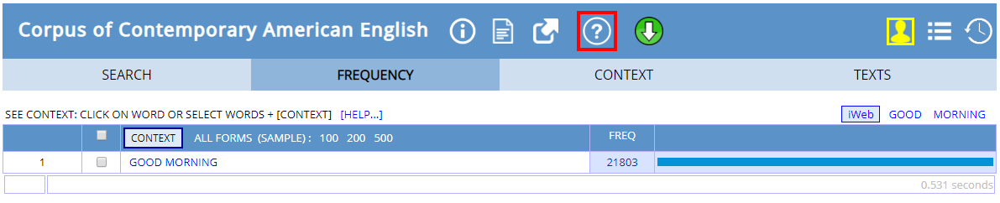 Corpus of Contemporary American English
SEARCH FREQUENCY CONTEXT TEXTS
SEE CONTEXT: CLICK ON WORD OR SELECT WORDS + [CONTEXT] [HELP...] iWeb GOOD MORNING
CONTEXT ALL FORMS (SAMPLE) : 100 200 500 FREQ
1 GOOD MORNING 21803
0.531 seconds